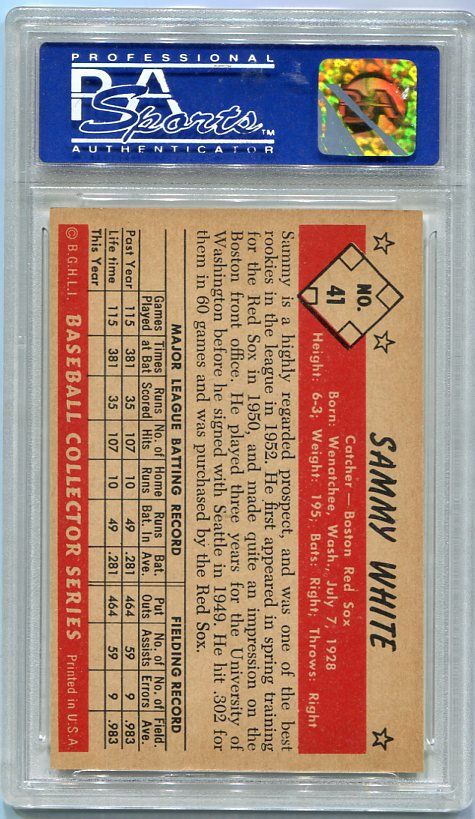 PROFESSIONAL
PSA
Sports™
AUTHENTICATOR
NO.
41
SAMMY WHITE
Catcher — Boston Red Sox
Born: Wenatchee, Wash., July 7, 1928
Height: 6-3; Weight: 195; Bats: Right; Throws: Right
Sammy is a highly regarded prospect, and was one of the best
rookies in the league in 1952. He first appeared in spring training
for the Red Sox in 1950, and made quite an impression on the
Boston front office. He played three years for the University of
Washington before he signed with Seattle in 1949. He hit .302 for
them in 60 games and was purchased by the Red Sox.
MAJOR LEAGUE BATTING RECORD FIELDING RECORD
Games Times Runs No. of Home Runs Bat. Put No. of No. of Field.
Played at Bat Scored Hits Runs Bat. In Ave. Outs Assists Errors Ave.
Past Year 115 381 35 107 10 49 .281 464 59 9 .983
Life time 115 381 35 107 10 49 .281 464 59 9 .983
This Year
© B.G.H.L.I. BASEBALL COLLECTOR SERIES Printed in U.S.A.